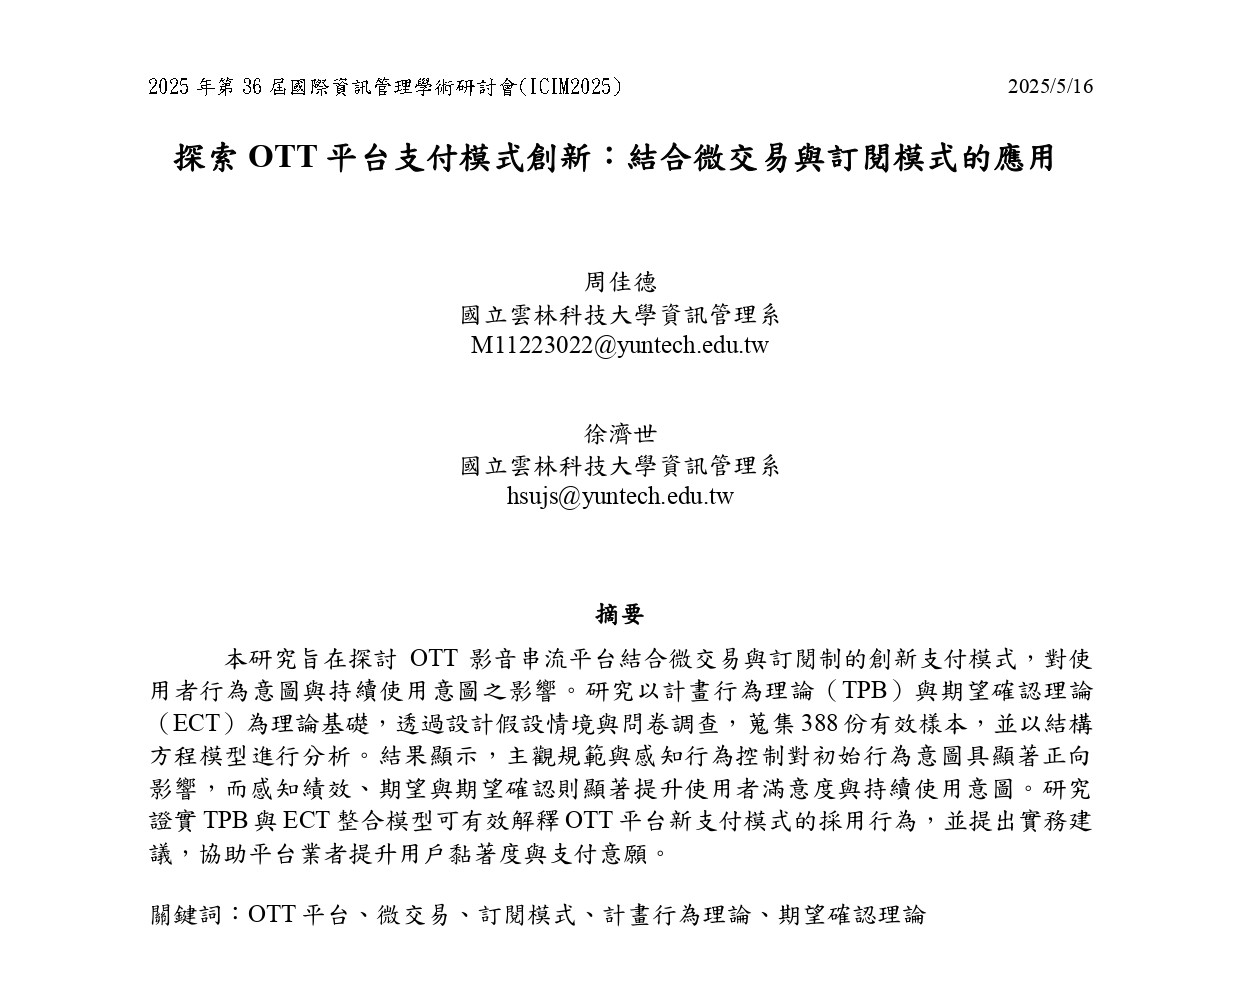 2025 年第 36 屆國際資訊管理學術研討會(ICIM2025)
2025/5/16
探索 OTT 平台支付模式創新：結合微交易與訂閱模式的應用
周佳德
國立雲林科技大學資訊管理系
M11223022@yuntech.edu.tw
徐濟世
國立雲林科技大學資訊管理系
hsujs@yuntech.edu.tw
摘要
本研究旨在探討 OTT 影音串流平台結合微交易與訂閱制的創新支付模式，對使
用者行為意圖與持續使用意圖之影響。研究以計畫行為理論（TPB）與期望確認理論
（ECT）為理論基礎，透過設計假設情境與問卷調查，蒐集 388 份有效樣本，並以結構
方程模型進行分析。結果顯示，主觀規範與感知行為控制對初始行為意圖具顯著正向
影響，而感知績效、期望與期望確認則顯著提升使用者滿意度與持續使用意圖。研究
證實 TPB 與 ECT 整合模型可有效解釋 OTT 平台新支付模式的採用行為，並提出實務建
議，協助平台業者提升用戶黏著度與支付意願。
關鍵詞：OTT 平台、微交易、訂閱模式、計畫行為理論、期望確認理論